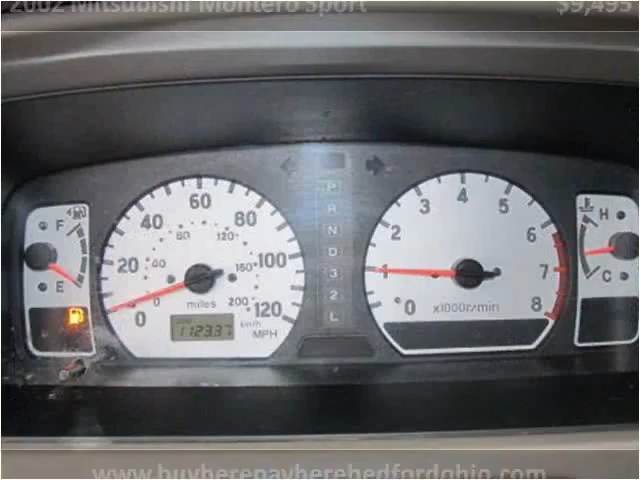 2002 Mitsubishi Montero Sport $9,495
F
E
0
20
40
60
80
100
120
0
40
80
120
160
200
miles
km/h
MPH
112337
P
R
N
D
3
2
L
0
1
2
3
4
5
6
7
8
x1000r/min
H
C
www.buyherepayherebedfordohio.com